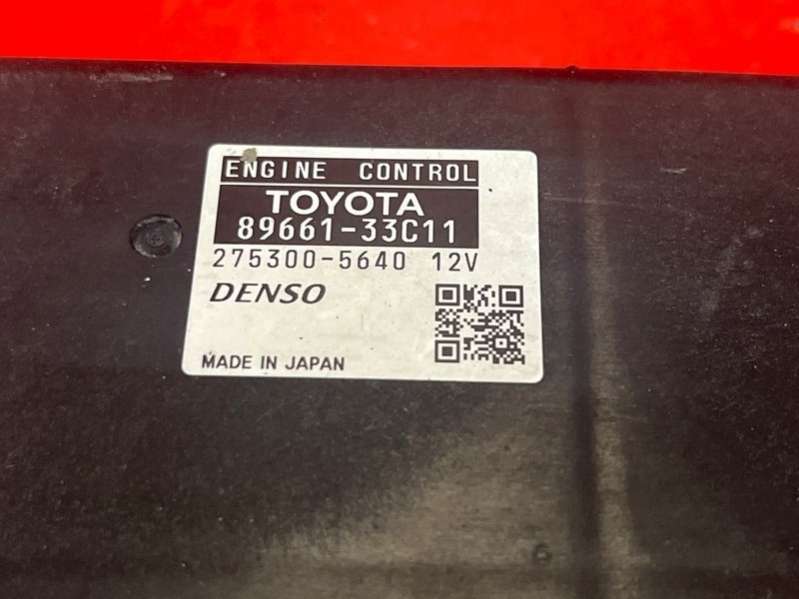 ENGINE CONTROL
TOYOTA
89661-33C11
275300-5640 12V
DENSO
MADE IN JAPAN